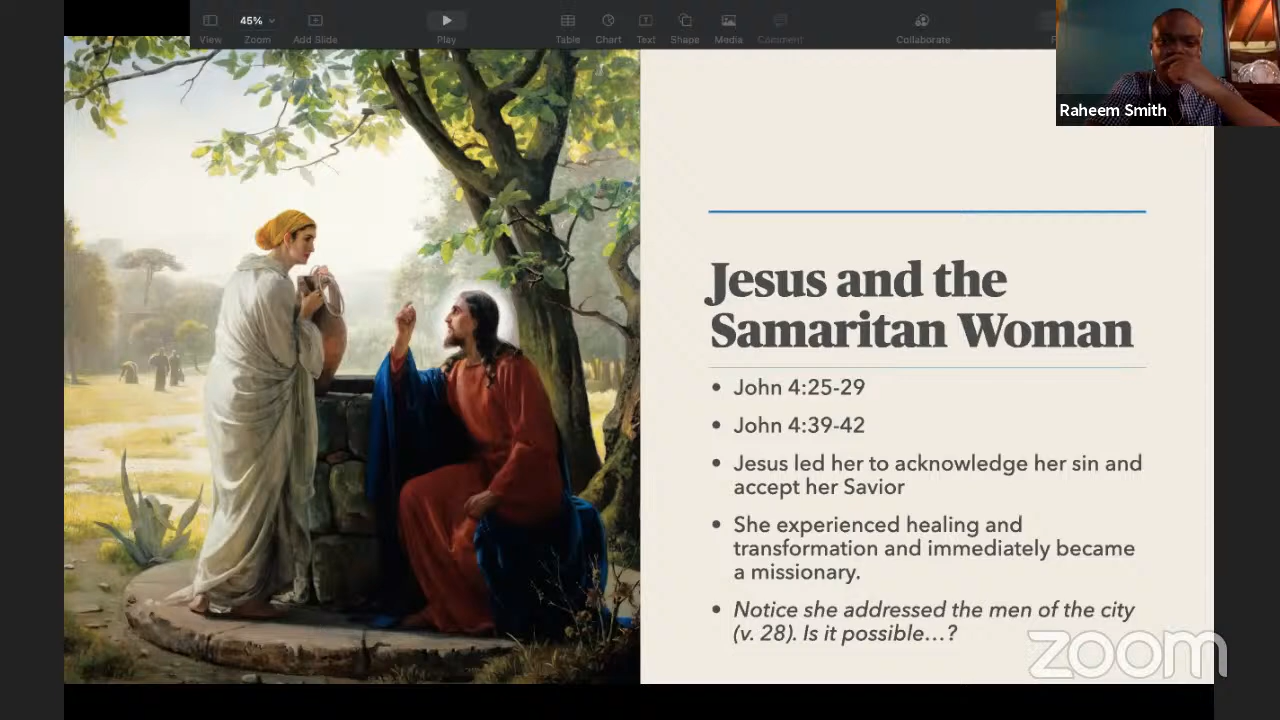 45%
View
Zoom
Add Slide
Play
Table
Chart
Text
Shape
Media
Comment
Collaborate
Raheem Smith
Jesus and the
Samaritan Woman
• John 4:25-29
• John 4:39-42
• Jesus led her to acknowledge her sin and
accept her Savior
• She experienced healing and
transformation and immediately became
a missionary.
• Notice she addressed the men of the city
(v. 28). Is it possible…?
zoom